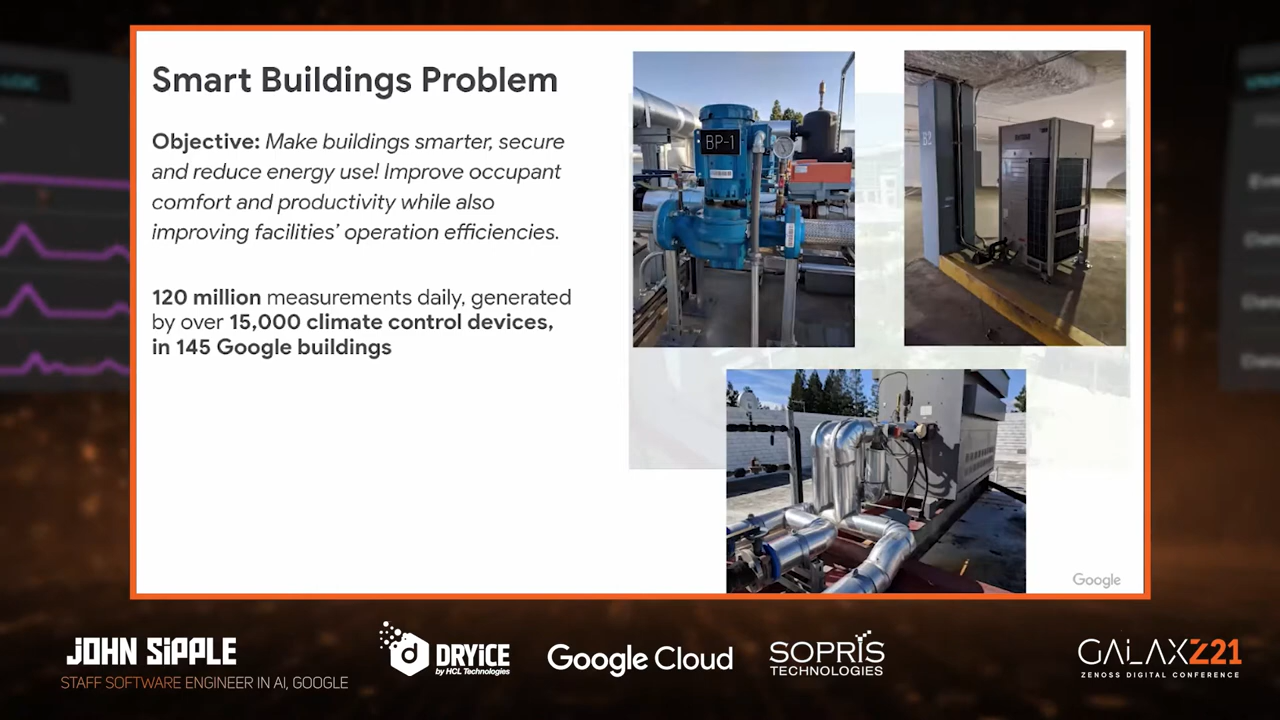 Smart Buildings Problem
Objective: Make buildings smarter, secure
and reduce energy use! Improve occupant
comfort and productivity while also
improving facilities' operation efficiencies.
120 million measurements daily, generated
by over 15,000 climate control devices,
in 145 Google buildings
BP-1
Google
JOHN SIPPLE
STAFF SOFTWARE ENGINEER IN AI, GOOGLE
d DRYiCE
by HCL Technologies
Google Cloud
SOPRIS
TECHNOLOGIES
GALAXZ21
ZENOSS DIGITAL CONFERENCE